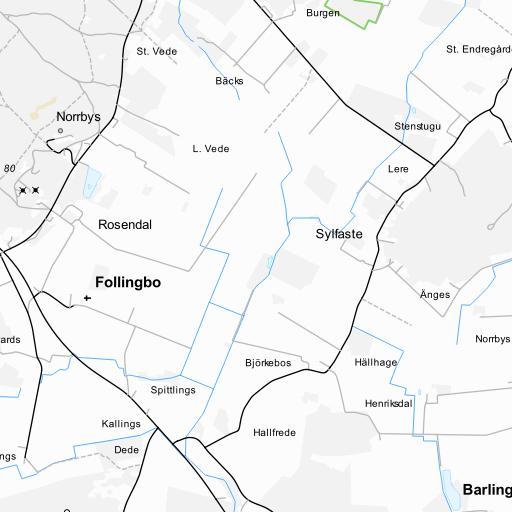 Burgen
St. Vede
St. Endregård
Bäcks
Norrbys
Stenstugu
L. Vede
80
Lere
Rosendal
Sylfaste
Follingbo
Änges
ards
Norrbys
Björkebos
Hällhage
Spittlings
Henriksdal
Kallings
Hallfrede
Dede
ngs
Barling